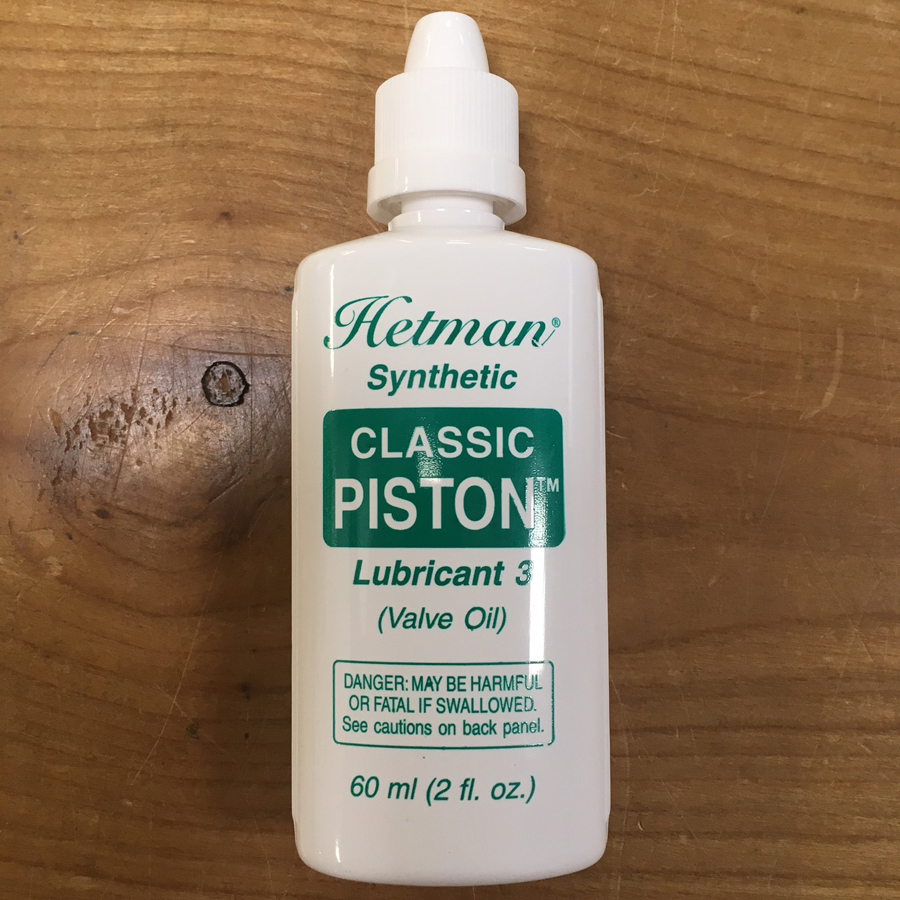 Hetman®
Synthetic
CLASSIC
PISTON™
Lubricant 3
(Valve Oil)
DANGER: MAY BE HARMFUL
OR FATAL IF SWALLOWED.
See cautions on back panel.
60 ml (2 fl. oz.)